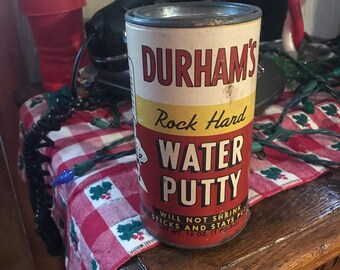 DURHAM'S
Rock Hard
WATER
PUTTY
WILL NOT SHRINK
STICKS AND STAYS